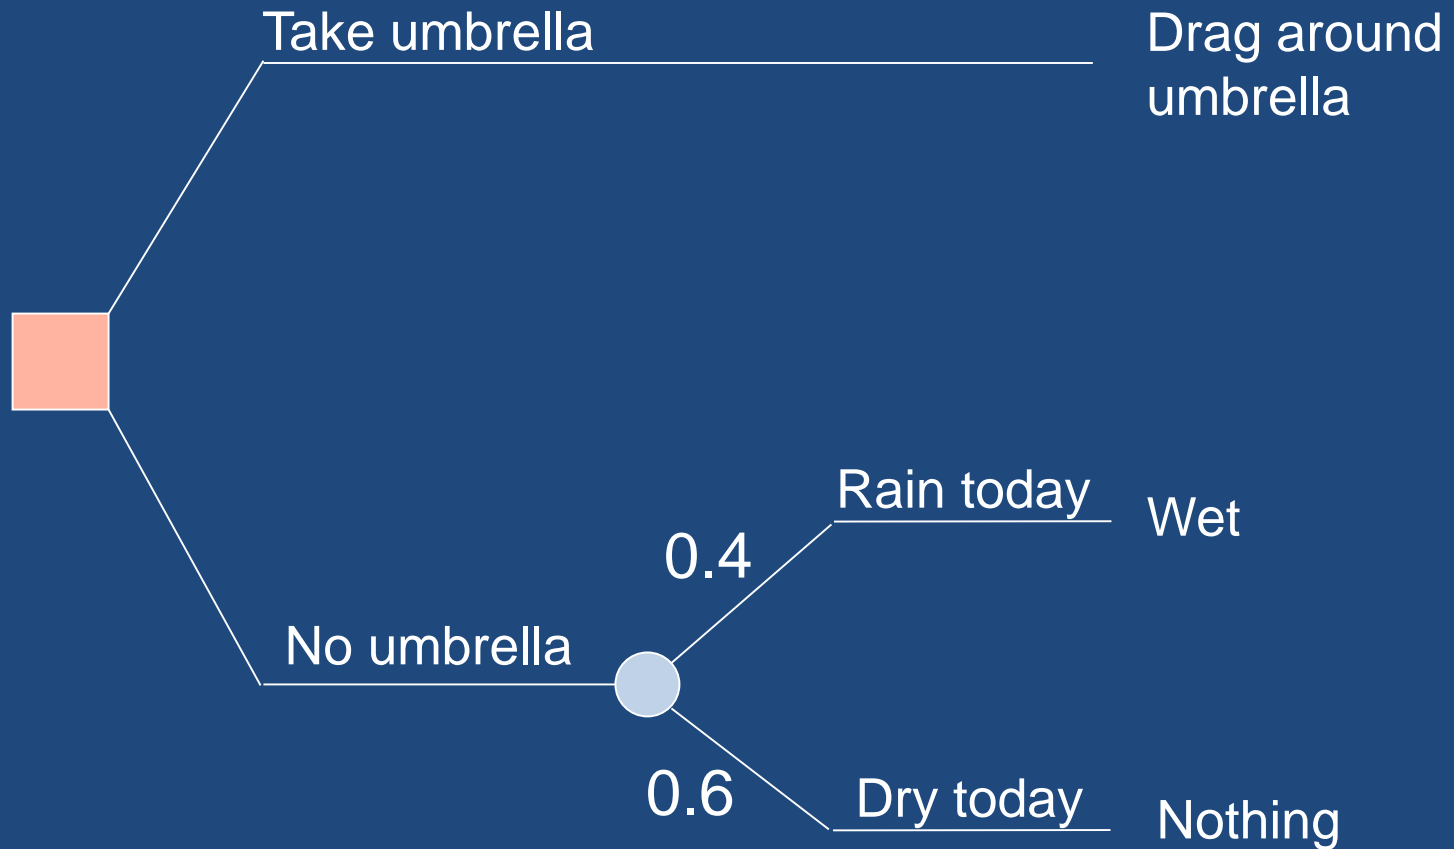 Take umbrella
Drag around
umbrella
Rain today
Wet
0.4
No umbrella
0.6
Dry today
Nothing